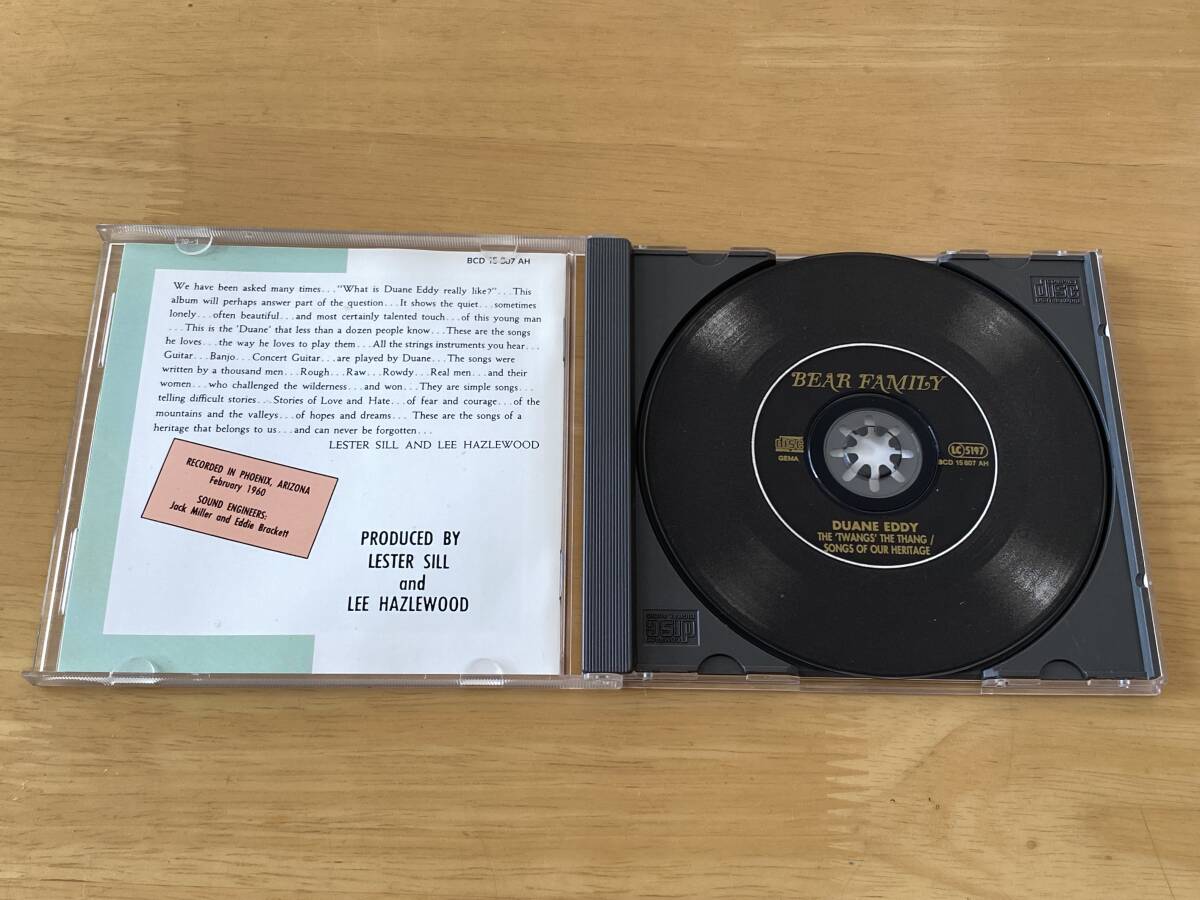 BCD 15 807 AH
We have been asked many times... "What is Duane Eddy really like?"... This
album will perhaps answer part of the question... It shows the quiet... sometimes
lonely... often beautiful... and most certainly talented touch... of this young man
... This is the 'Duane' that less than a dozen people know... These are the songs
he loves... the way he loves to play them... All the strings instruments you hear...
Guitar... Banjo... Concert Guitar... are played by Duane... The songs were
written by a thousand men... Rough... Raw... Rowdy... Real men... and their
women... who challenged the wilderness... and won... They are simple songs...
telling difficult stories... Stories of Love and Hate... of fear and courage... of the
mountains and the valleys... of hopes and dreams... These are the songs of a
heritage that belongs to us... and can never be forgotten...
LESTER SILL AND LEE HAZLEWOOD
RECORDED IN PHOENIX, ARIZONA
February 1960
SOUND ENGINEERS:
Jack Miller and Eddie Brackett
PRODUCED BY
LESTER SILL
and
LEE HAZLEWOOD
BEAR FAMILY
disc
GEMA
LC 5197
BCD 15 807 AH
DUANE EDDY
THE 'TWANGS' THE THANG /
SONGS OF OUR HERITAGE
disc
disc